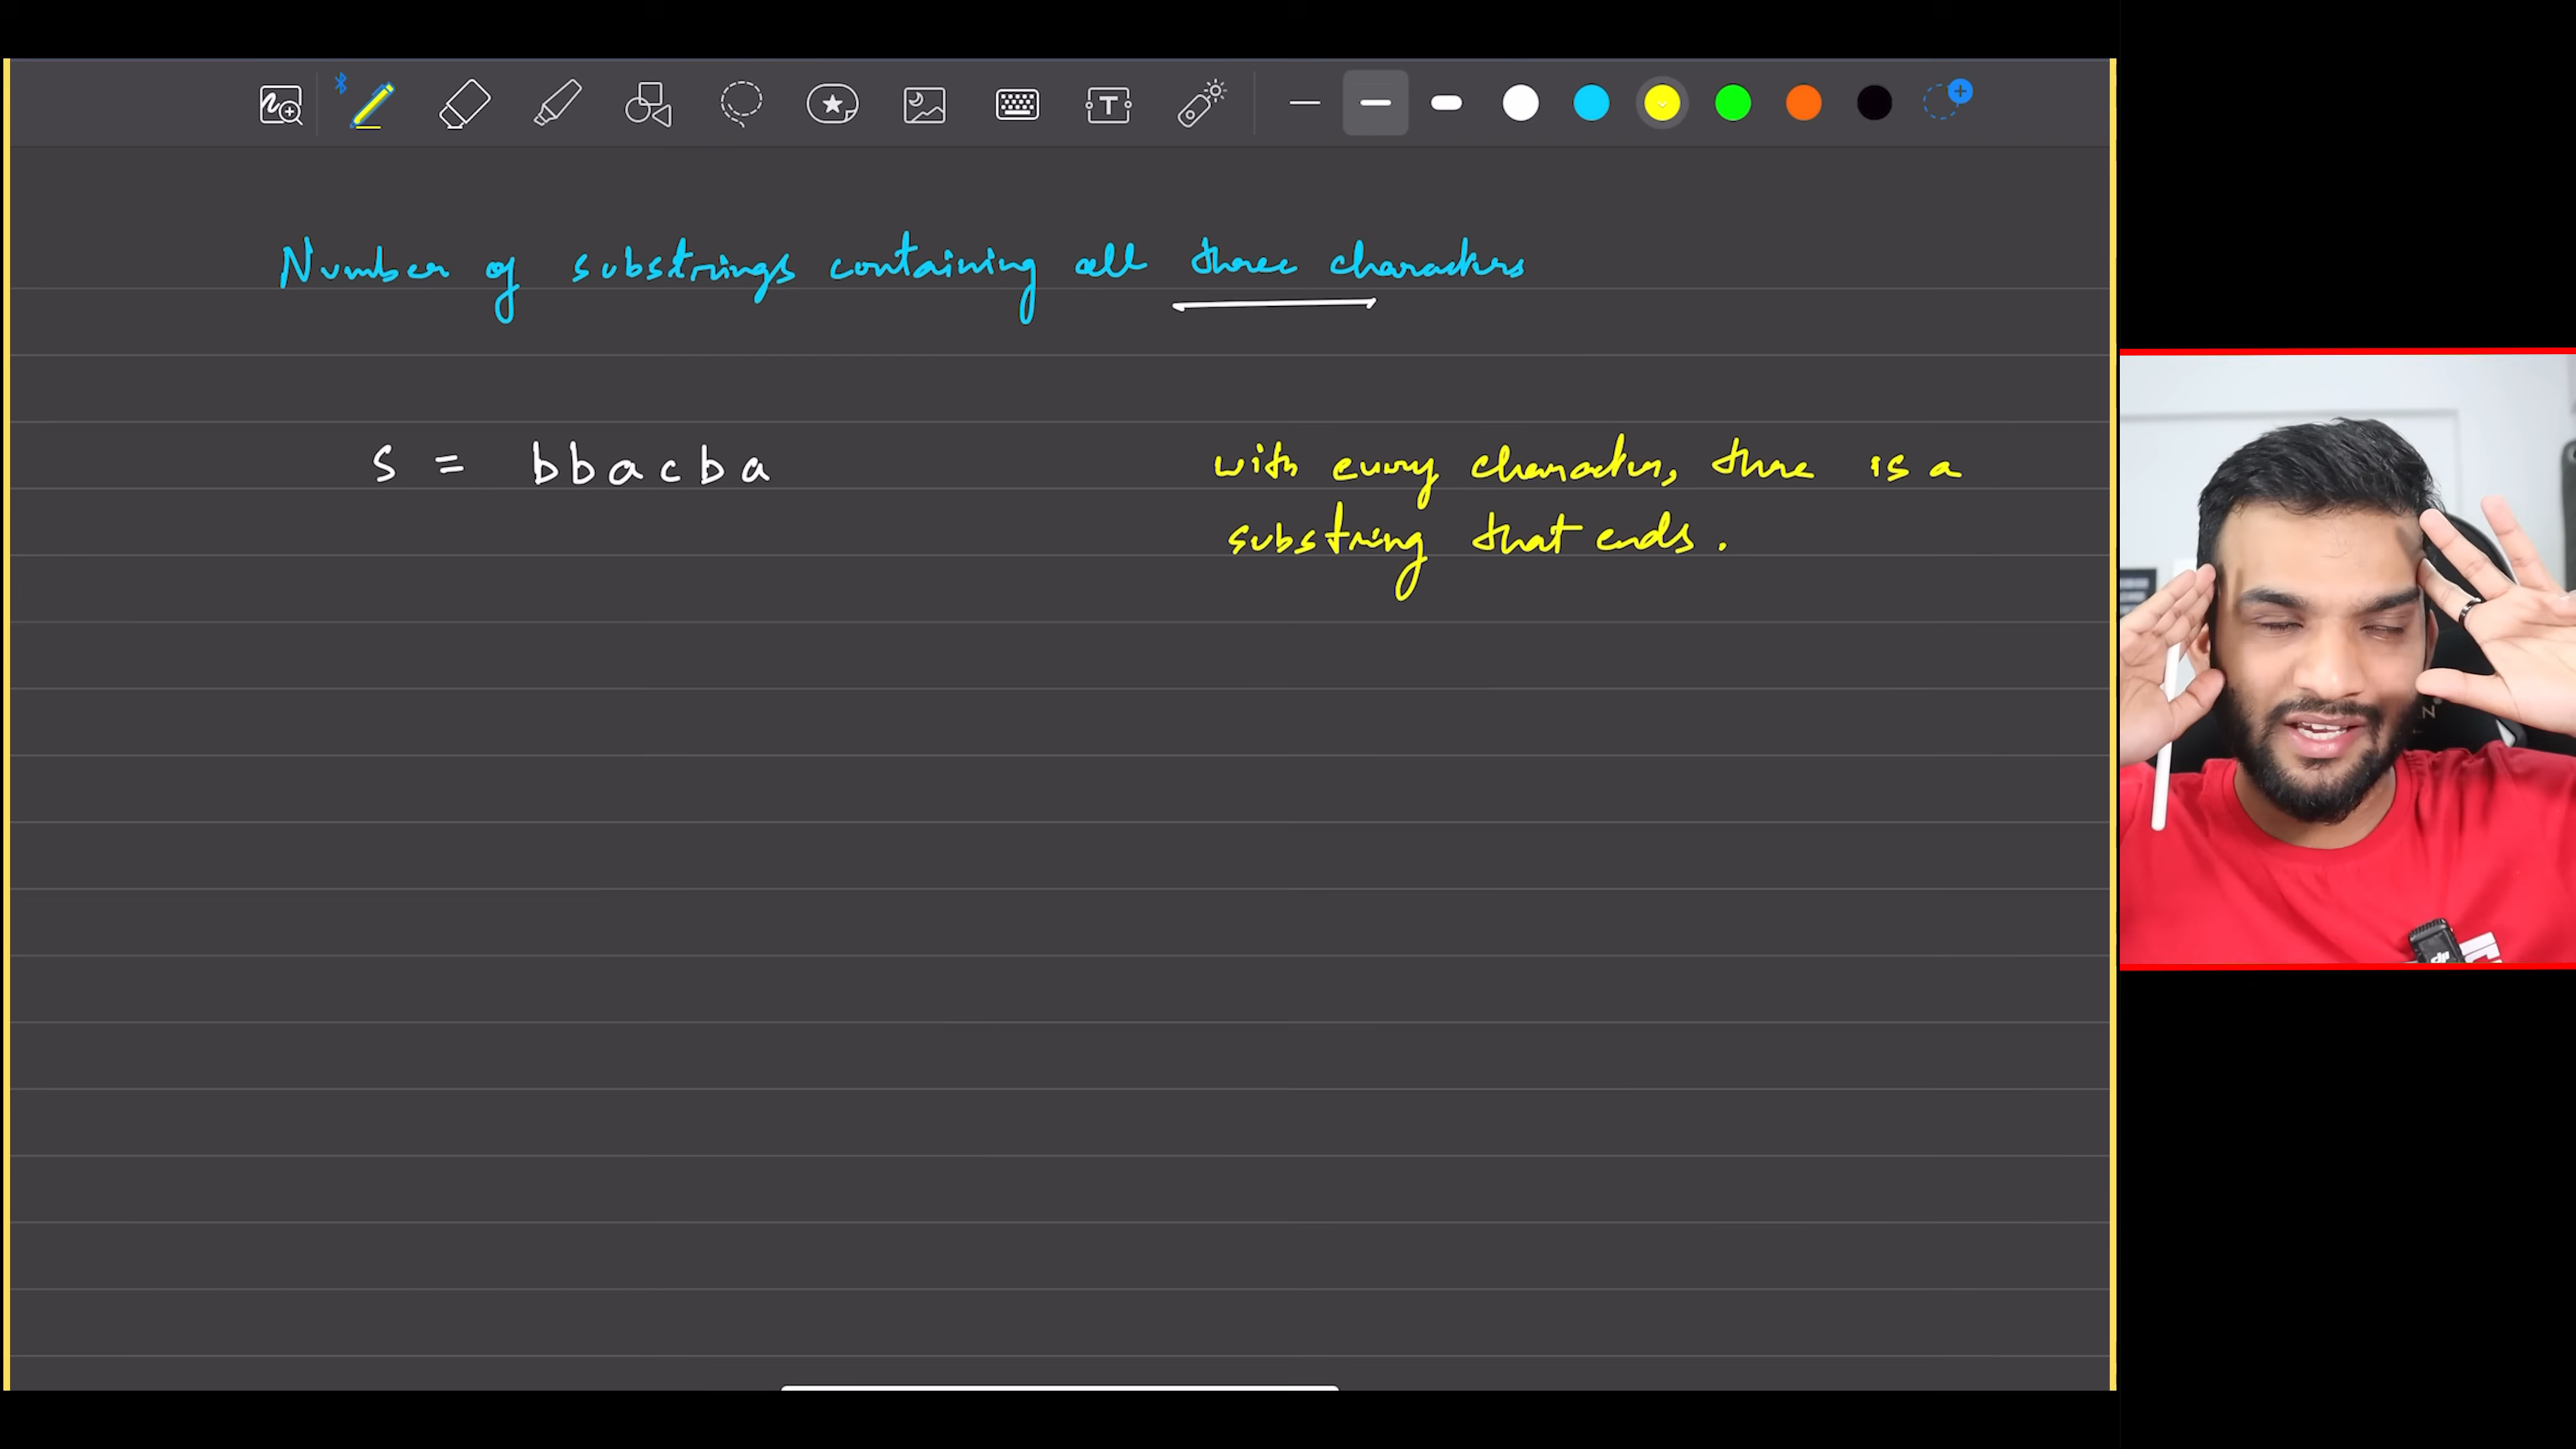 T
Number of substrings containing all three characters
s = bbacba
with every character, there is a
substring that ends.